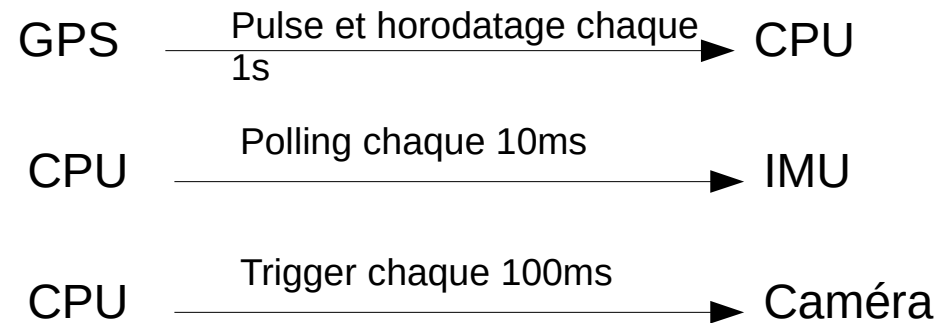 GPS Pulse et horodatage chaque CPU
1s
CPU Polling chaque 10ms IMU
CPU Trigger chaque 100ms Caméra